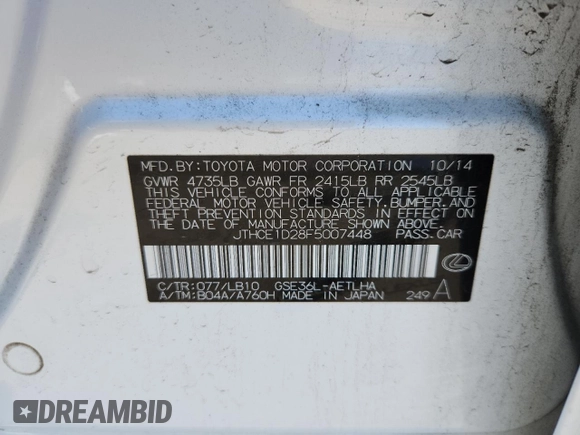 MFD. BY: TOYOTA MOTOR CORPORATION 10/14
GVWR 4735LB GAWR FR 2415LB RR 2545LB
THIS VEHICLE CONFORMS TO ALL APPLICABLE
FEDERAL MOTOR VEHICLE SAFETY, BUMPER, AND
THEFT PREVENTION STANDARDS IN EFFECT ON
THE DATE OF MANUFACTURE SHOWN ABOVE.
JTHCE1D28F5007448 PASS. CAR
C/TR: 077/LB10 GSE36L-AETLHA
A/TM: B04A/A760H MADE IN JAPAN 249 A
DREAMBID